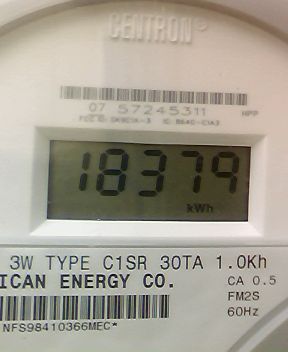 CENTRON®
07 57245311 HPP
18379
kWh
3W TYPE C1SR 30TA 1.0Kh
ICAN ENERGY CO. CA 0.5
FM2S
60Hz
NFS98410366MEC*